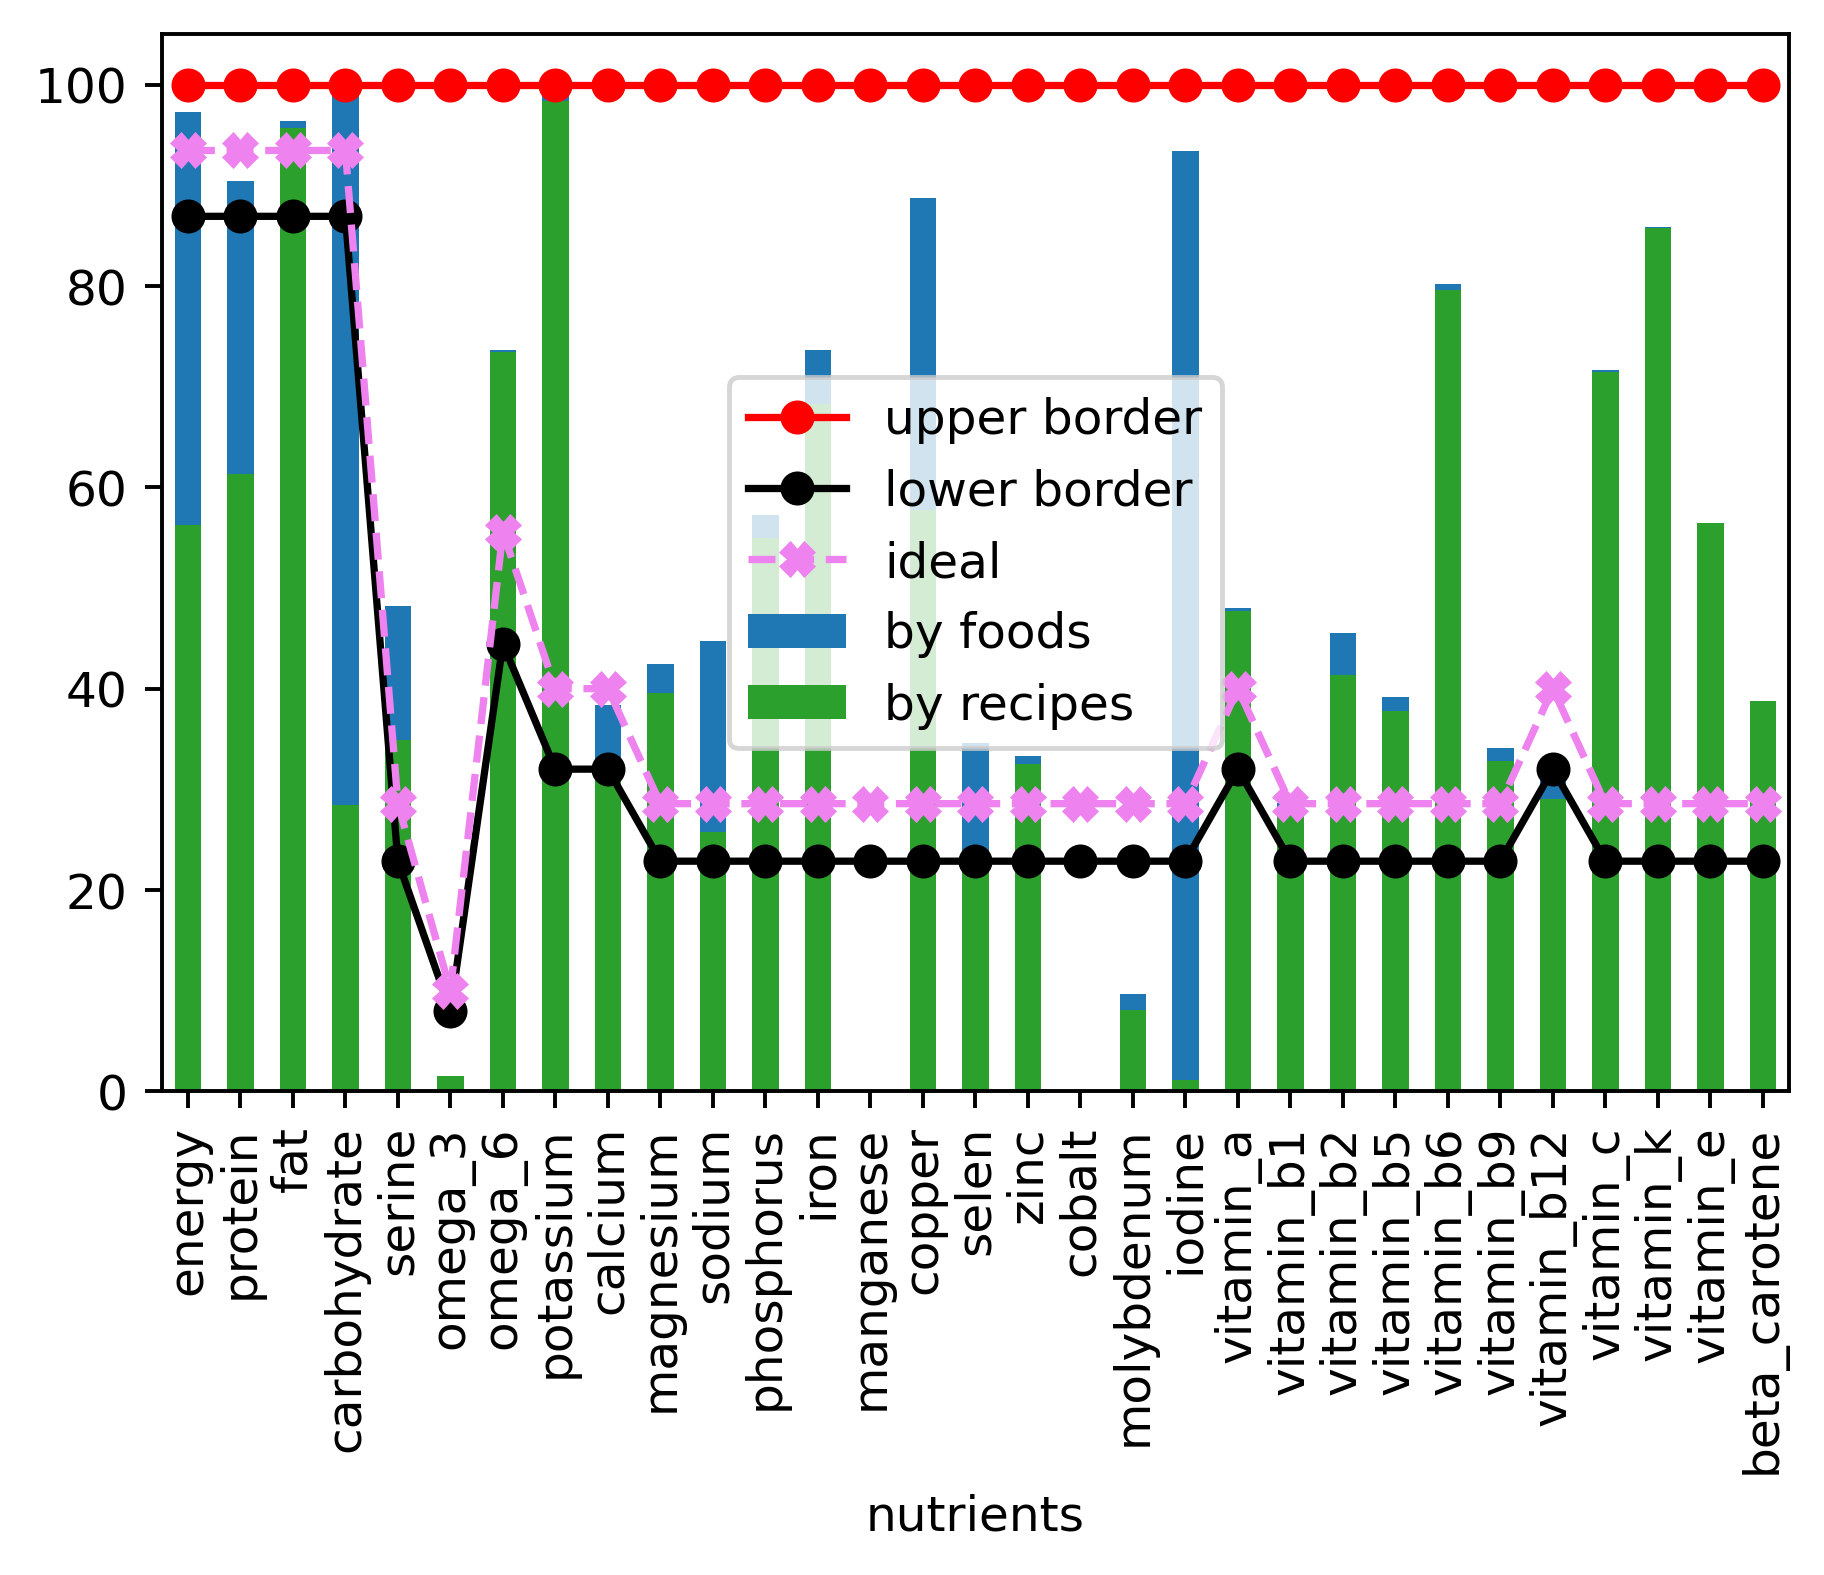 100
80
60
40
20
0
upper border
lower border
ideal
by foods
by recipes
energy
protein
fat
carbohydrate
serine
omega_3
omega_6
potassium
calcium
magnesium
sodium
phosphorus
iron
manganese
copper
selen
zinc
cobalt
molybdenum
iodine
vitamin_a
vitamin_b1
vitamin_b2
vitamin_b5
vitamin_b6
vitamin_b9
vitamin_b12
vitamin_c
vitamin_k
vitamin_e
beta_carotene
nutrients